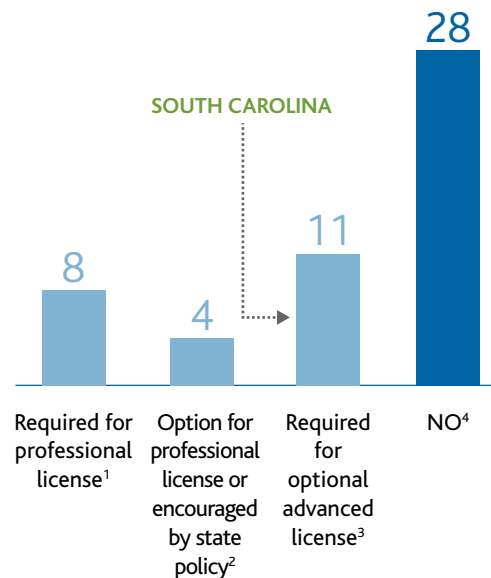 28
SOUTH CAROLINA
11
8
4
Required for
professional
license¹
Option for
professional
license or
encouraged
by state
policy²
Required
for
optional
advanced
license³
NO⁴